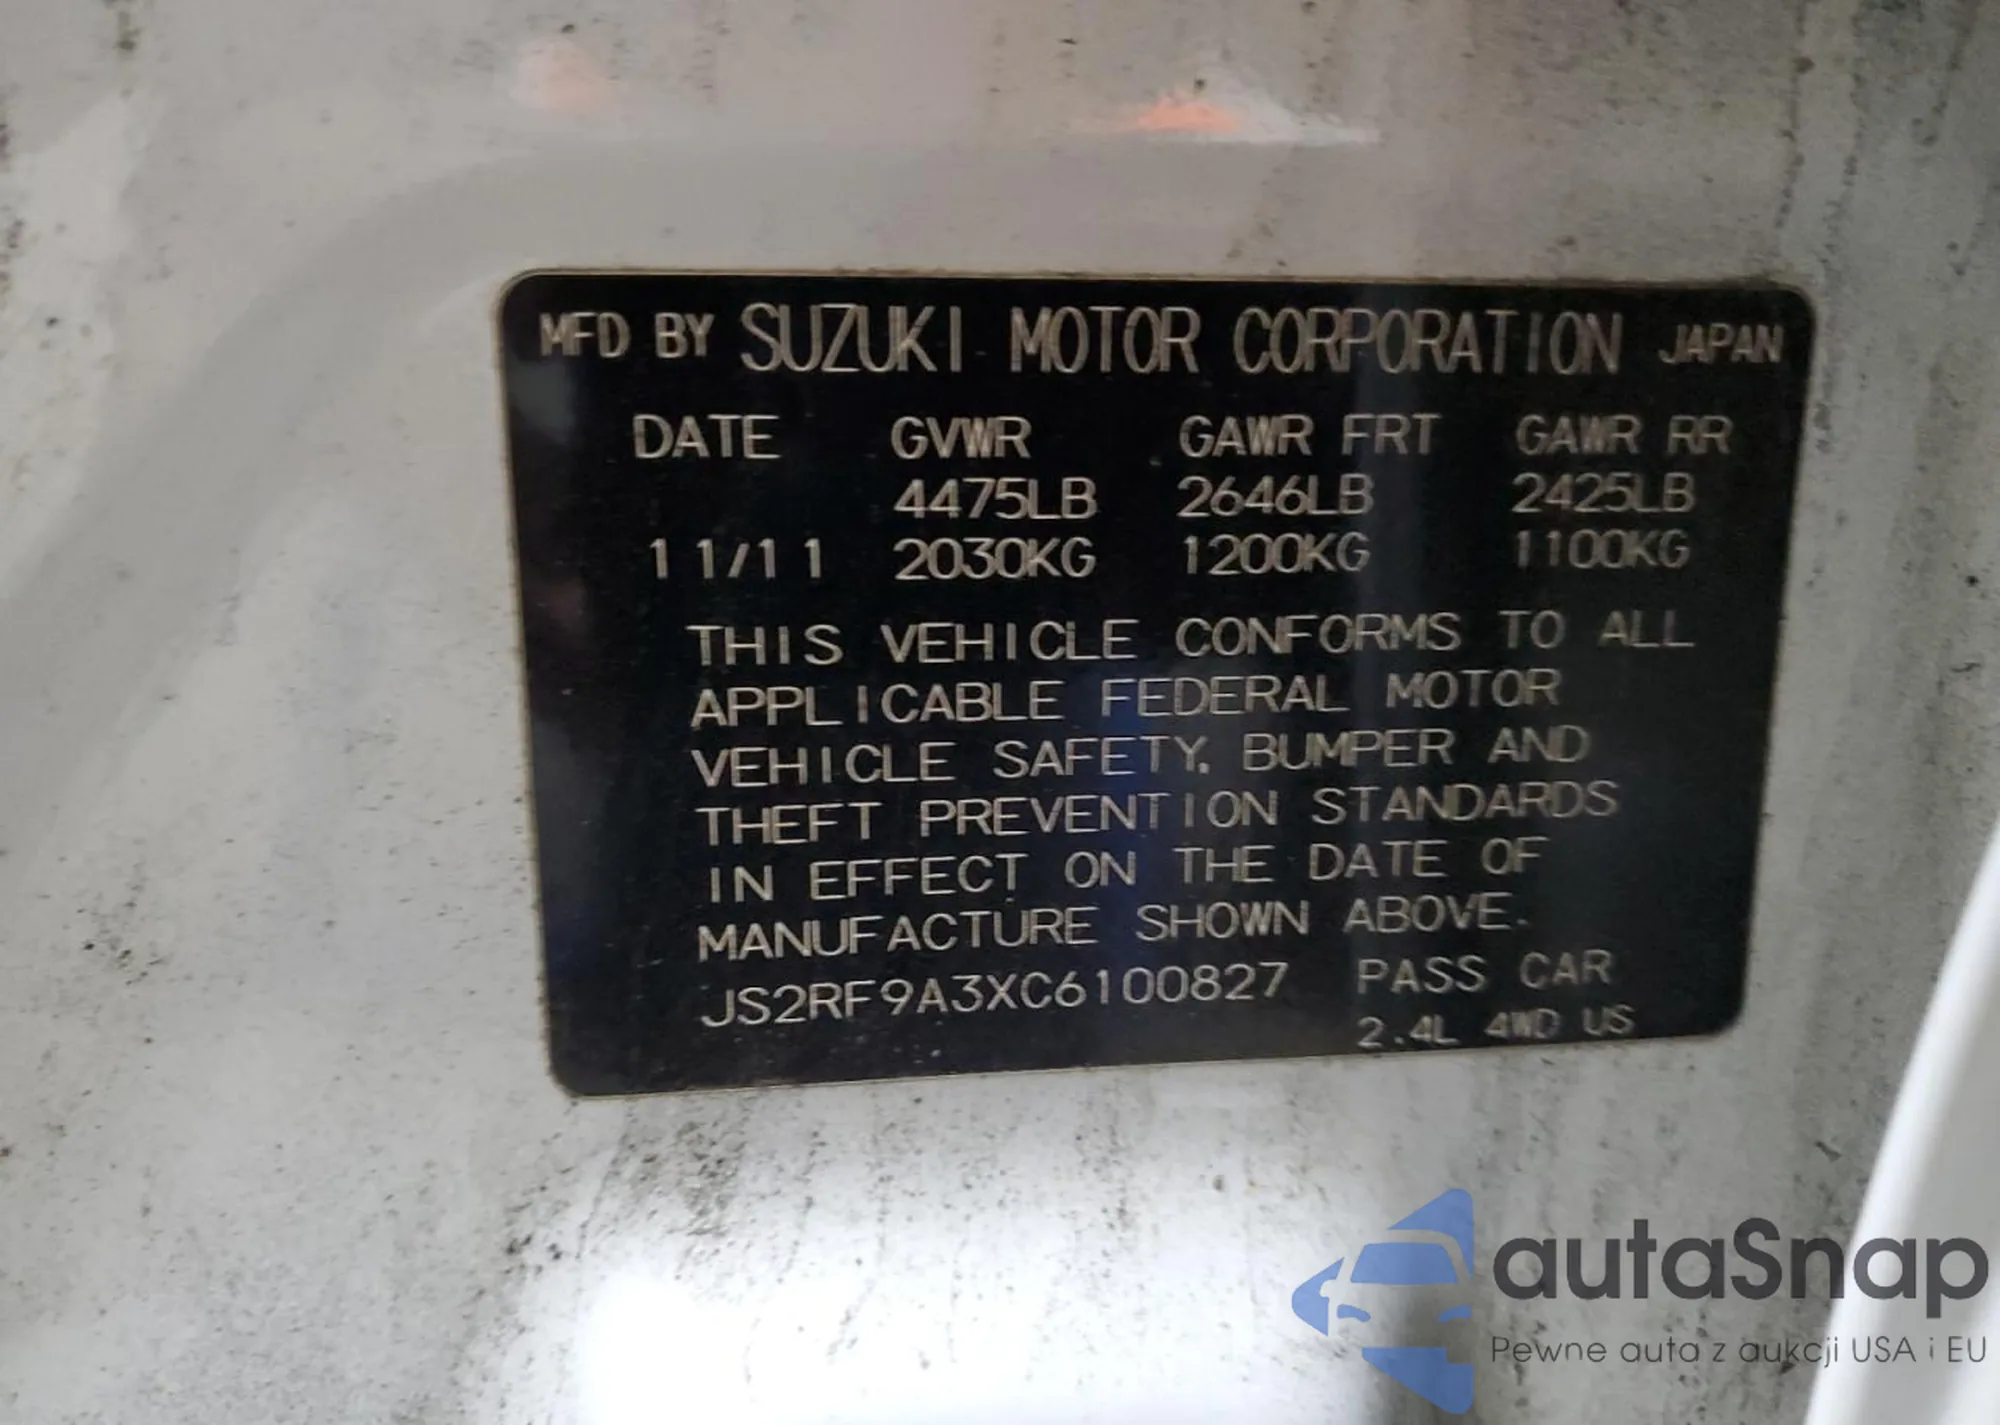 MFD BY SUZUKI MOTOR CORPORATION JAPAN
DATE GVWR GAWR FRT GAWR RR
4475LB 2646LB 2425LB
11/11 2030KG 1200KG 1100KG
THIS VEHICLE CONFORMS TO ALL
APPLICABLE FEDERAL MOTOR
VEHICLE SAFETY, BUMPER AND
THEFT PREVENTION STANDARDS
IN EFFECT ON THE DATE OF
MANUFACTURE SHOWN ABOVE.
JS2RF9A3XC6100827 PASS CAR
2.4L 4WD US
autaSnap
Pewne auta z aukcji USA i EU